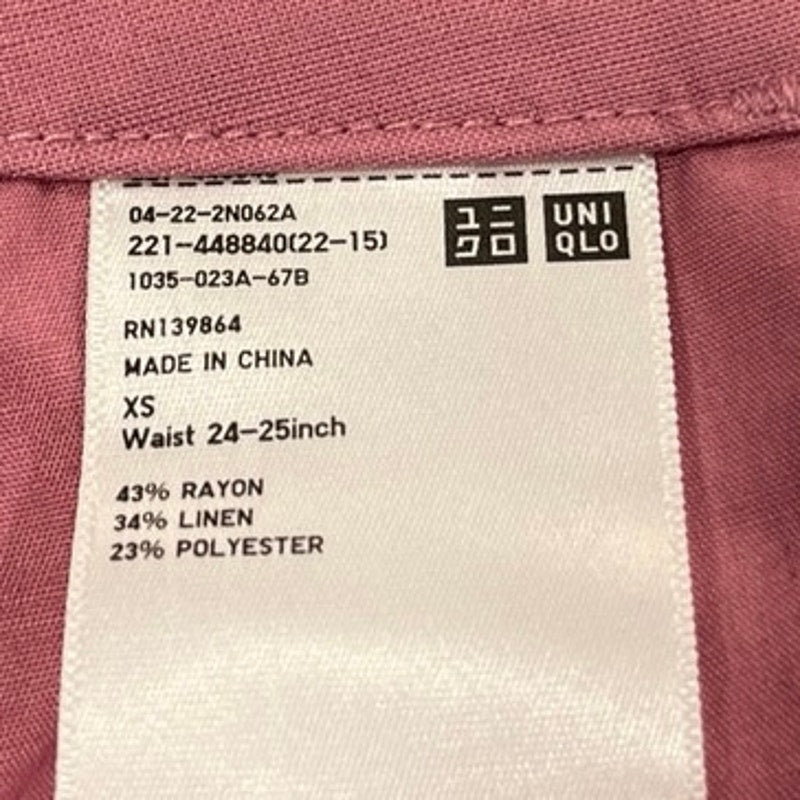 04-22-2N062A
221-448840(22-15)
1035-023A-67B
ユニ
クロ
UNI
QLO
RN139864
MADE IN CHINA
XS
Waist 24-25inch
43% RAYON
34% LINEN
23% POLYESTER